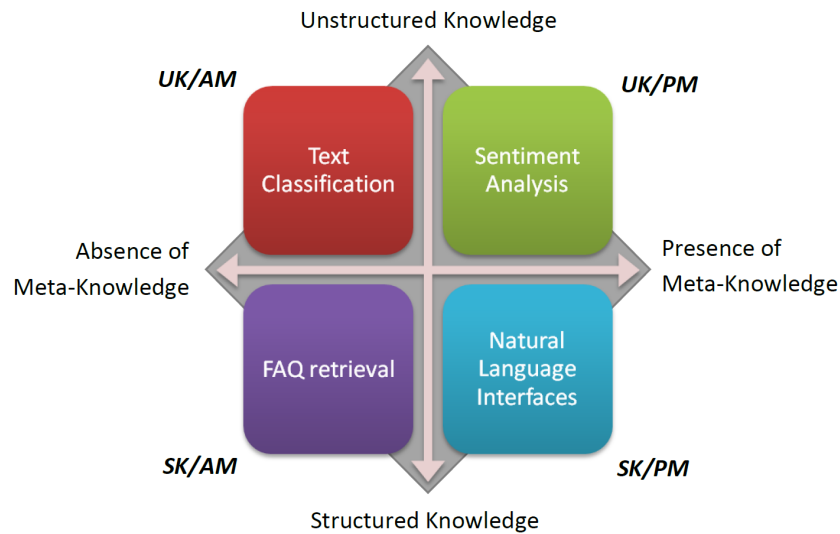 Unstructured Knowledge
UK/AM
UK/PM
Text
Classification
Sentiment
Analysis
Absence of
Meta-Knowledge
Presence of
Meta-Knowledge
FAQ retrieval
Natural
Language
Interfaces
SK/AM
SK/PM
Structured Knowledge